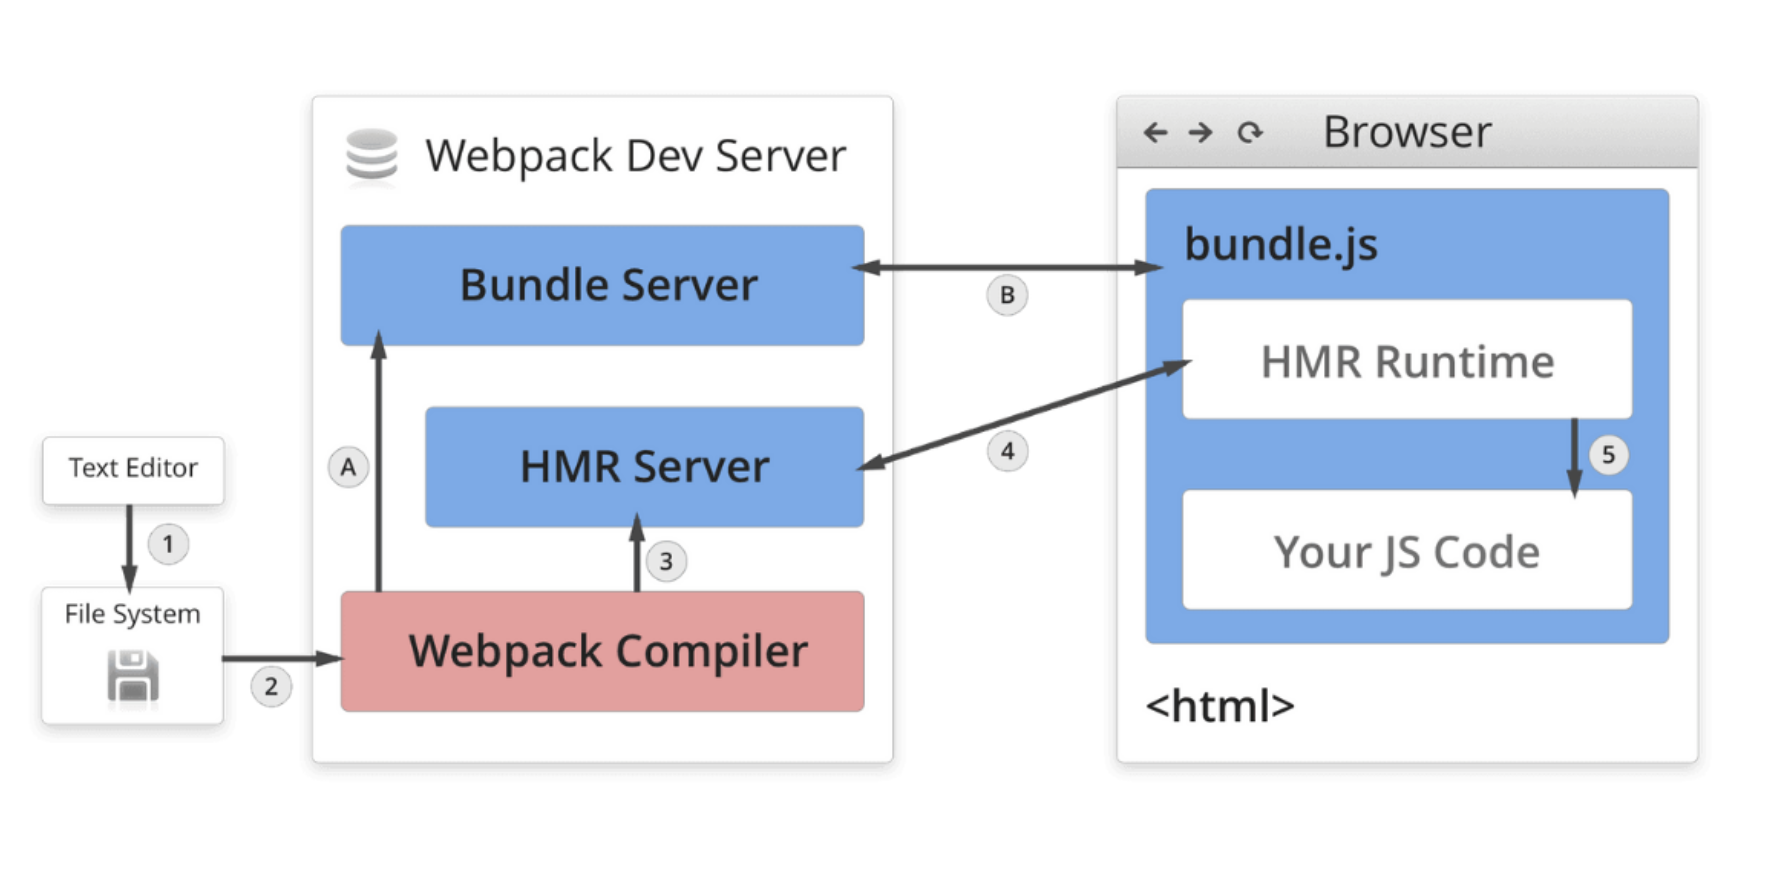 Webpack Dev Server
Bundle Server
A
HMR Server
3
Webpack Compiler
Text Editor
1
File System
2
B
4
Browser
bundle.js
HMR Runtime
5
Your JS Code
<html>